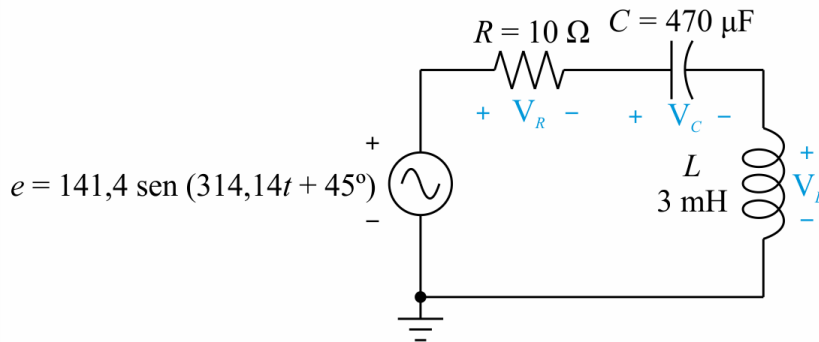 R = 10 Ω
C = 470 μF
+ V_R −
+ V_C −
+
e = 141,4 sen (314,14t + 45º)
−
L
3 mH
+
V
−